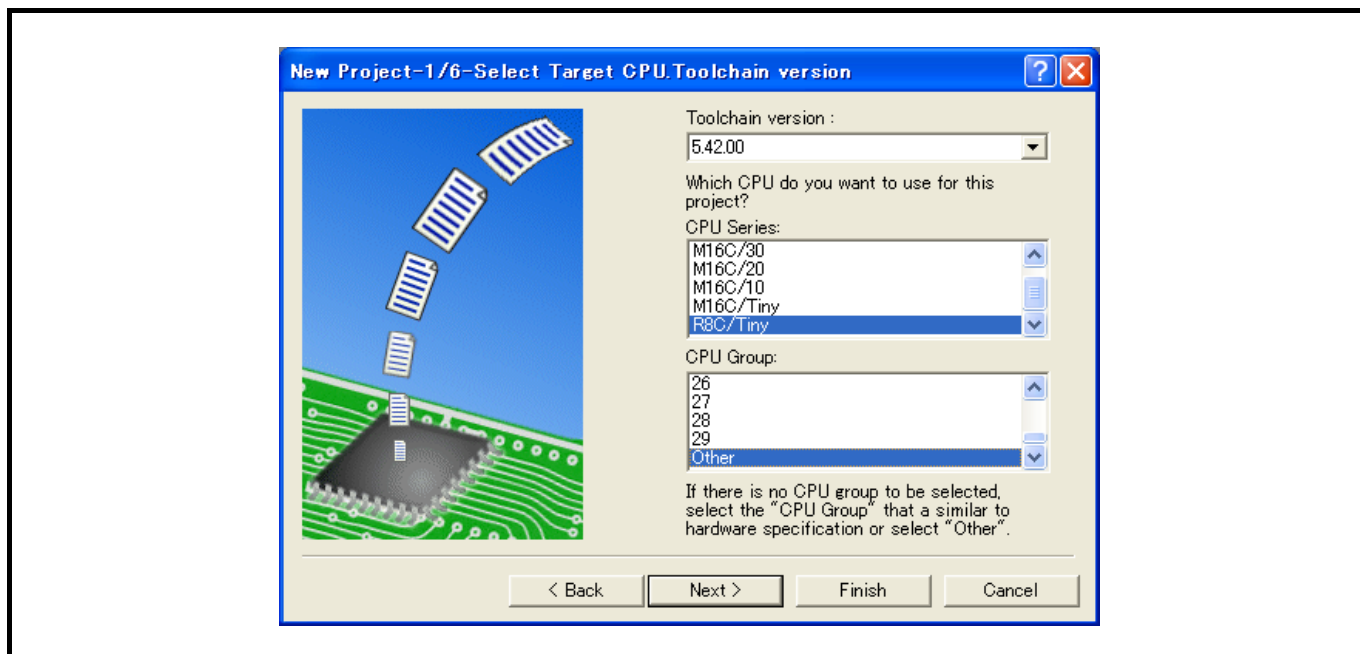 New Project-1/6-Select Target CPU.Toolchain version
Toolchain version :
5.42.00
Which CPU do you want to use for this
project?
CPU Series:
M16C/30
M16C/20
M16C/10
M16C/Tiny
R8C/Tiny
CPU Group:
26
27
28
29
Other
If there is no CPU group to be selected,
select the "CPU Group" that a similar to
hardware specification or select "Other".
< Back
Next >
Finish
Cancel